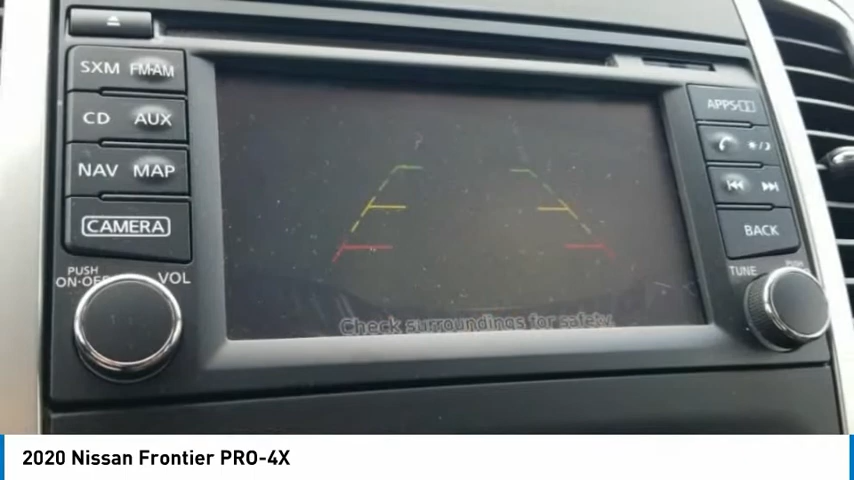 SXM FM·AM
CD AUX
NAV MAP
CAMERA
PUSH
ON·OFF
VOL
Check surroundings for safety.
APPS
BACK
TUNE
PUSH
2020 Nissan Frontier PRO-4X